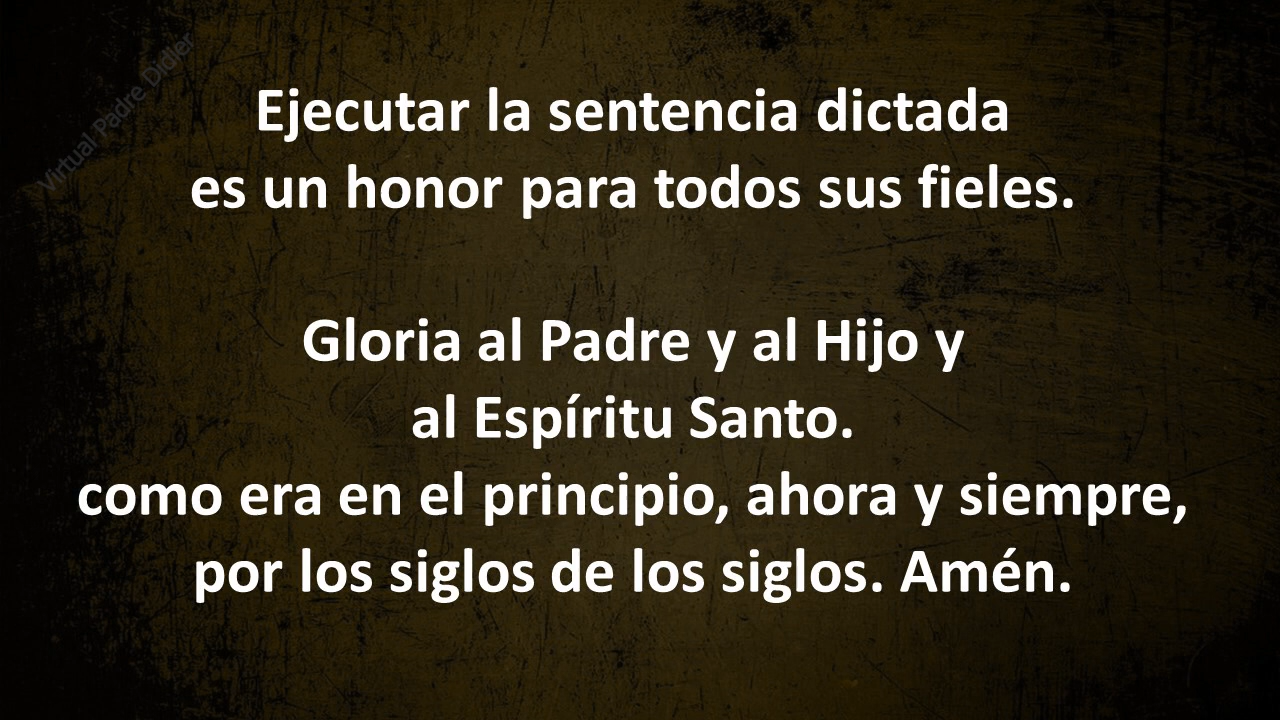 Virtual Padre Didier
Ejecutar la sentencia dictada
es un honor para todos sus fieles.
Gloria al Padre y al Hijo y
al Espíritu Santo.
como era en el principio, ahora y siempre,
por los siglos de los siglos. Amén.